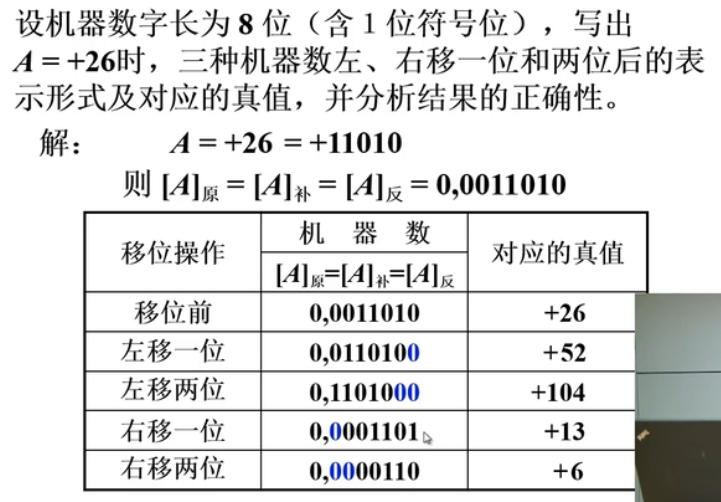 设机器数字长为 8 位（含 1 位符号位），写出
A = +26时，三种机器数左、右移一位和两位后的表
示形式及对应的真值，并分析结果的正确性。
解： A = +26 = +11010
则 [A]原 = [A]补 = [A]反 = 0,0011010
移位操作 机 器 数 对应的真值
[A]原=[A]补=[A]反
移位前 0,0011010 +26
左移一位 0,0110100 +52
左移两位 0,1101000 +104
右移一位 0,0001101 +13
右移两位 0,0000110 +6